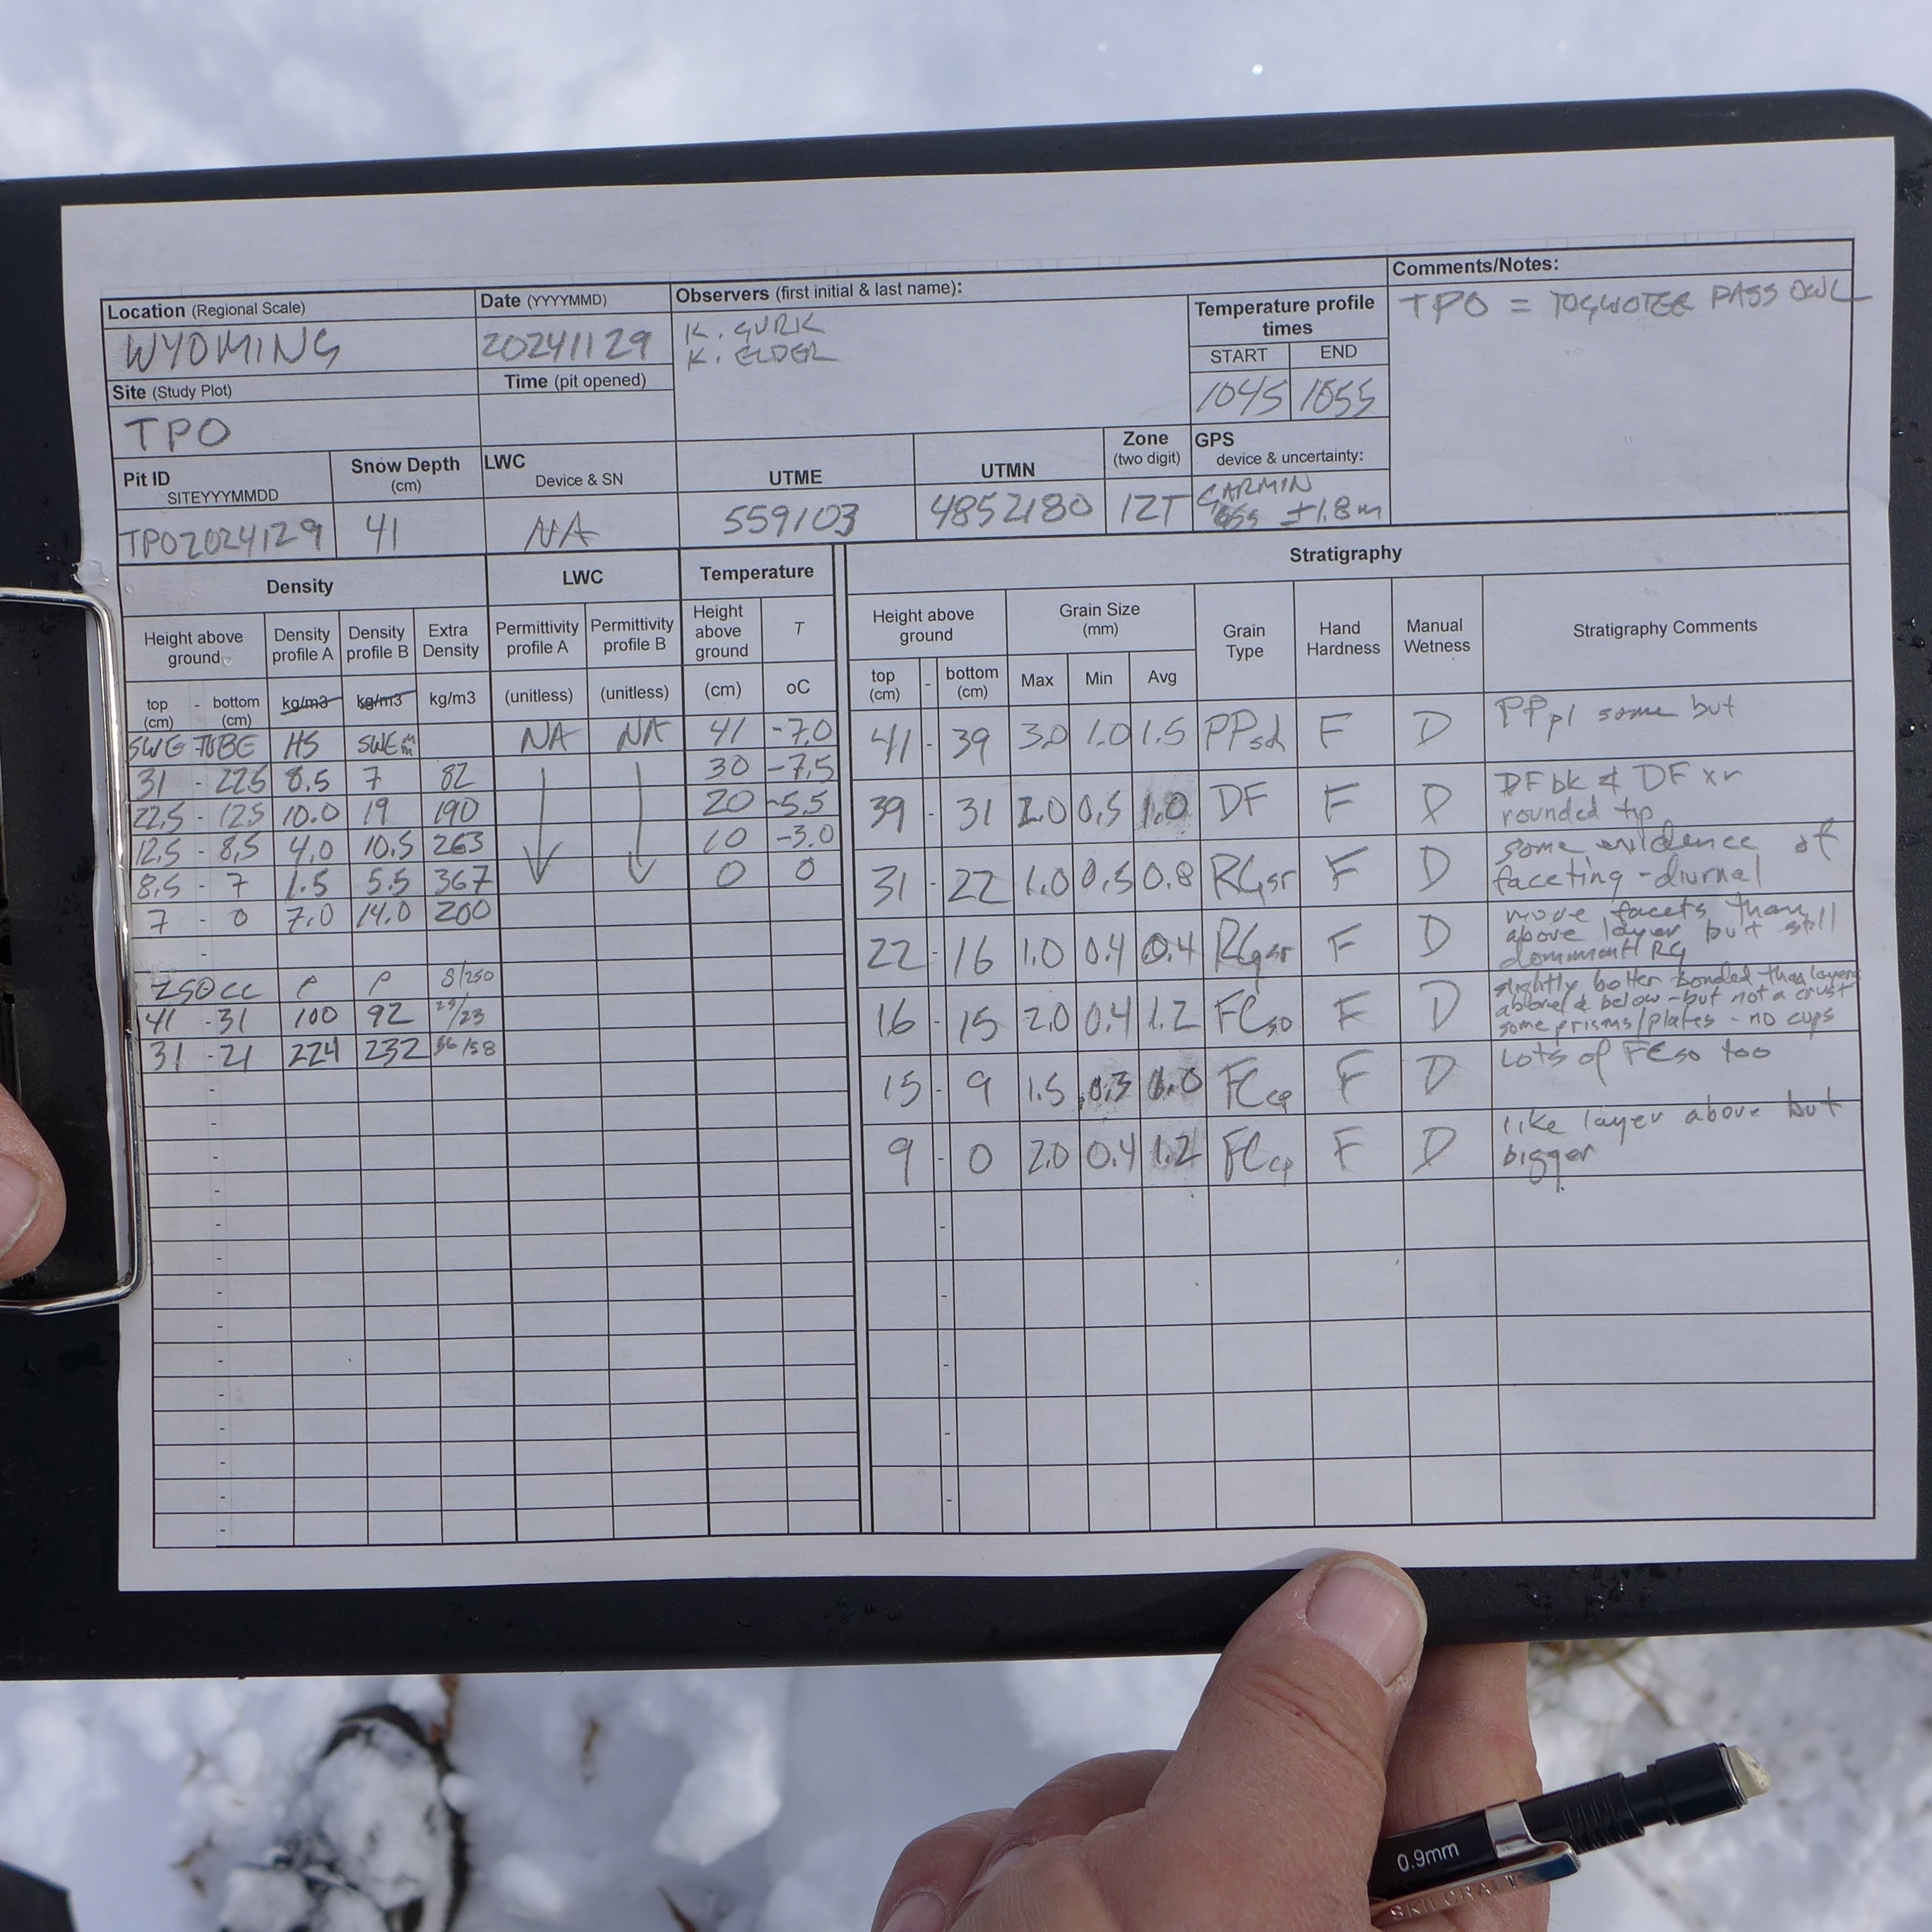 Location (Regional Scale)
WYOMING
Date (YYYYMMDD)
20241129
Observers (first initial & last name):
K. GURK
K. ELDER
Temperature profile times
START END
1045 1055
Comments/Notes:
TPO = TOGWOTEE PASS OWL
Site (Study Plot)
TPO
Time (pit opened)
Pit ID
SITEYYYMMDD
TPO2024129
Snow Depth
(cm)
41
LWC
Device & SN
NA
UTME
559103
UTMN
4852180
Zone
(two digit)
12T
GPS
device & uncertainty:
GARMIN
±1.8m
Density LWC Temperature
Height above ground
Density profile A
Density profile B
Extra Density
Permittivity profile A
Permittivity profile B
Height above ground
T
top (cm) - bottom (cm) kg/m3 kg/m3 kg/m3 (unitless) (unitless) (cm) oC
SWE TUBE HS SWE mm NA NA 41 -7.0
31 - 22.5 8.5 7 82 30 -7.5
22.5 - 12.5 10.0 19 190 20 -5.5
12.5 - 8.5 4.0 10.5 263 10 -3.0
8.5 - 7 1.5 5.5 367 0 0
7 - 0 7.0 14.0 200
250cc ρ ρ g/250
41 - 31 100 92 25/23
31 - 21 224 232 56/58
Stratigraphy
Height above ground
Grain Size (mm)
Grain Type
Hand Hardness
Manual Wetness
Stratigraphy Comments
top (cm) - bottom (cm) Max Min Avg
41 - 39 3.0 1.0 1.5 PPsd F D PPpl some but
39 - 31 2.0 0.5 1.0 DF F D DFbk & DF xr
rounded tp
31 - 22 1.0 0.5 0.8 RGsr F D some evidence of
faceting - diurnal
22 - 16 1.0 0.4 0.4 RGsr F D more facets than
above layer but still
dominantl RG
16 - 15 2.0 0.4 1.2 FCso F D slightly better bonded than layers
above & below - but not a crust
some prisms/plates - no cups
15 - 9 1.5 0.3 1.0 FCcp F D Lots of FCso too
9 - 0 2.0 0.4 1.2 FCcp F D like layer above but
bigger
0.9mm
SKILCRAFT